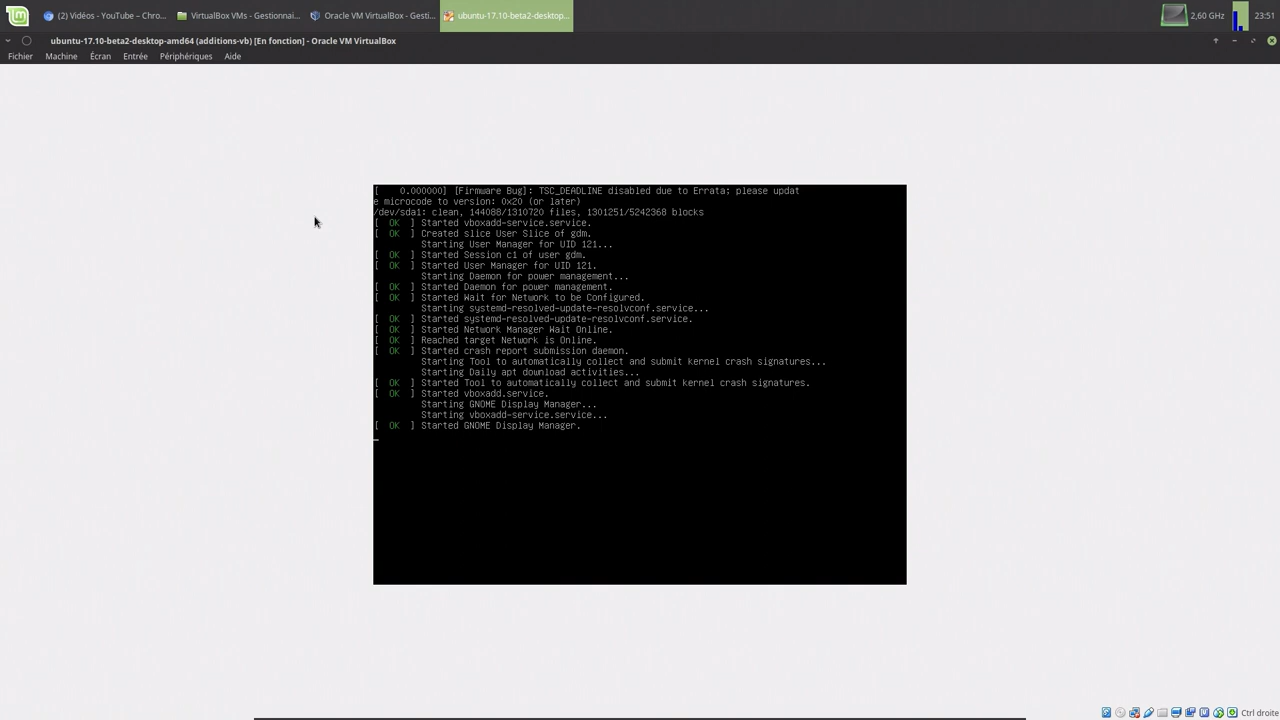 (2) Vidéos - YouTube – Chro...
VirtualBox VMs - Gestionnai...
Oracle VM VirtualBox - Gesti...
ubuntu-17.10-beta2-desktop...
2,60 GHz
23:51
ubuntu-17.10-beta2-desktop-amd64 (additions-vb) [En fonction] - Oracle VM VirtualBox
Fichier Machine Écran Entrée Périphériques Aide
[    0.000000] [Firmware Bug]: TSC_DEADLINE disabled due to Errata; please updat
e microcode to version: 0x20 (or later)
/dev/sda1: clean, 144088/1310720 files, 1301251/5242368 blocks
[  OK  ] Started vboxadd-service.service.
[  OK  ] Created slice User Slice of gdm.
Starting User Manager for UID 121...
[  OK  ] Started Session c1 of user gdm.
[  OK  ] Started User Manager for UID 121.
Starting Daemon for power management...
[  OK  ] Started Daemon for power management.
[  OK  ] Started Wait for Network to be Configured.
Starting systemd-resolved-update-resolvconf.service...
[  OK  ] Started systemd-resolved-update-resolvconf.service.
[  OK  ] Started Network Manager Wait Online.
[  OK  ] Reached target Network is Online.
[  OK  ] Started crash report submission daemon.
Starting Tool to automatically collect and submit kernel crash signatures...
Starting Daily apt download activities...
[  OK  ] Started Tool to automatically collect and submit kernel crash signatures.
[  OK  ] Started vboxadd.service.
Starting GNOME Display Manager...
Starting vboxadd-service.service...
[  OK  ] Started GNOME Display Manager.
Ctrl droite